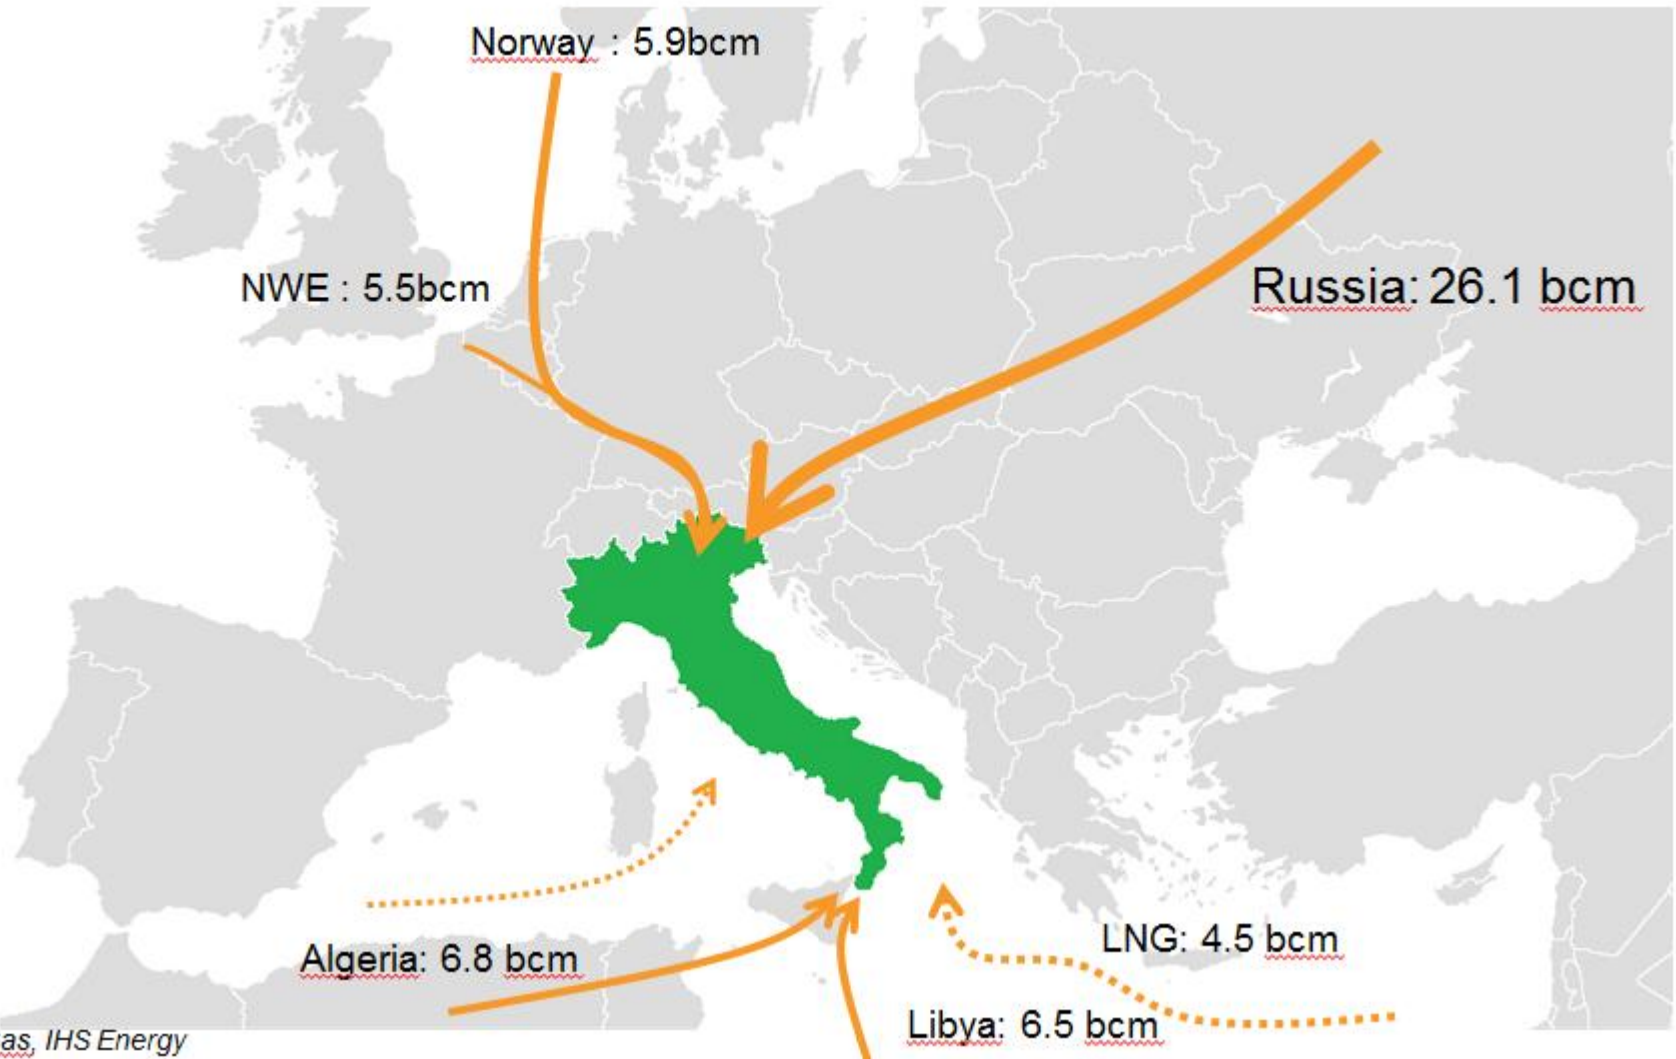 Norway : 5.9bcm
NWE : 5.5bcm
Russia: 26.1 bcm
Algeria: 6.8 bcm
LNG: 4.5 bcm
Libya: 6.5 bcm
as, IHS Energy